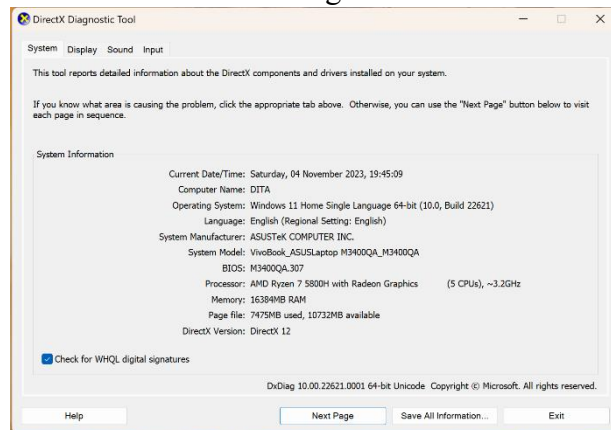 DirectX Diagnostic Tool
System Display Sound Input
This tool reports detailed information about the DirectX components and drivers installed on your system.
If you know what area is causing the problem, click the appropriate tab above. Otherwise, you can use the "Next Page" button below to visit
each page in sequence.
System Information
Current Date/Time: Saturday, 04 November 2023, 19:45:09
Computer Name: DITA
Operating System: Windows 11 Home Single Language 64-bit (10.0, Build 22621)
Language: English (Regional Setting: English)
System Manufacturer: ASUSTeK COMPUTER INC.
System Model: VivoBook_ASUSLaptop M3400QA_M3400QA
BIOS: M3400QA.307
Processor: AMD Ryzen 7 5800H with Radeon Graphics (5 CPUs), ~3.2GHz
Memory: 16384MB RAM
Page file: 7475MB used, 10732MB available
DirectX Version: DirectX 12
Check for WHQL digital signatures
DxDiag 10.00.22621.0001 64-bit Unicode Copyright © Microsoft. All rights reserved.
Help Next Page Save All Information... Exit